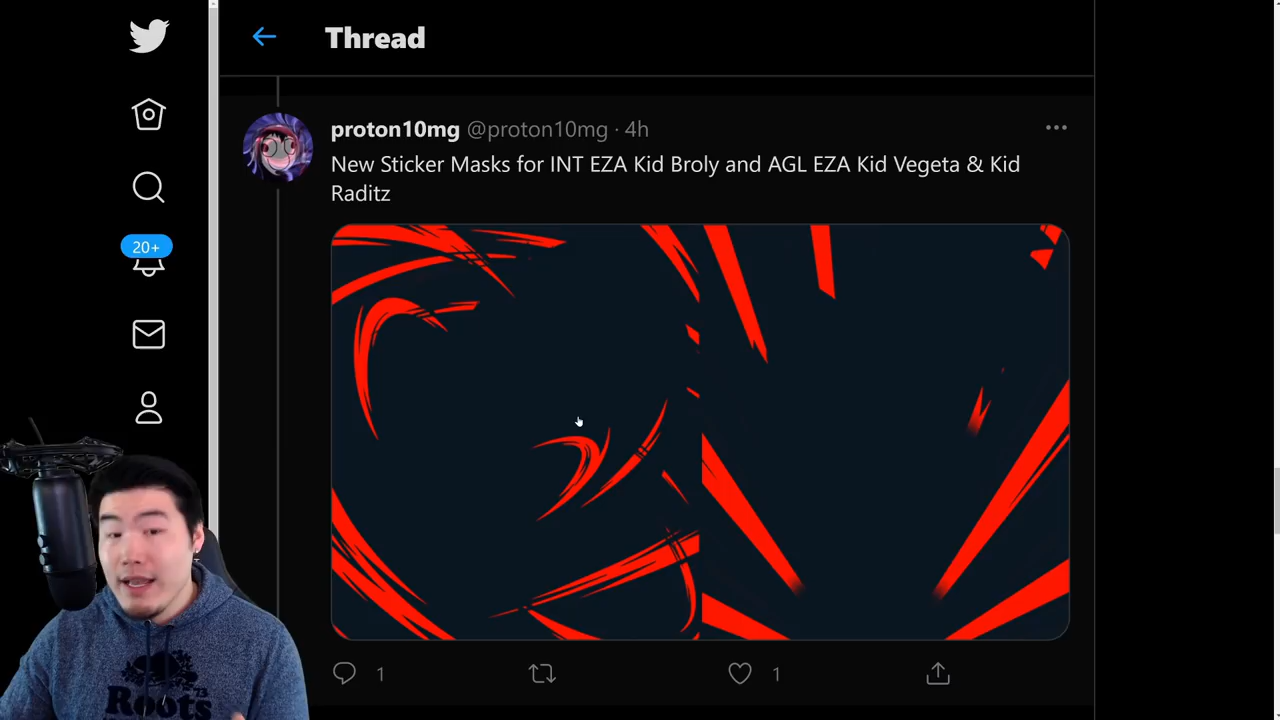 Thread
proton10mg @proton10mg · 4h
New Sticker Masks for INT EZA Kid Broly and AGL EZA Kid Vegeta & Kid
Raditz
20+
1
1
Roots
73